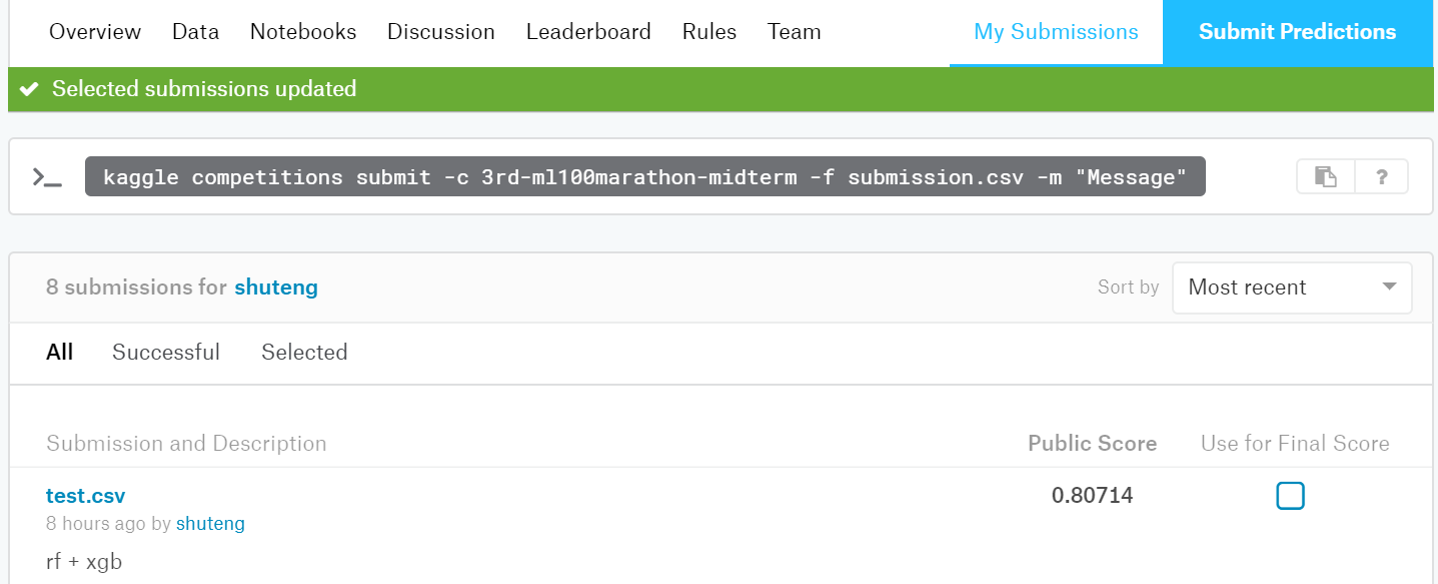 Overview Data Notebooks Discussion Leaderboard Rules Team My Submissions Submit Predictions
Selected submissions updated
kaggle competitions submit -c 3rd-ml100marathon-midterm -f submission.csv -m "Message" ?
8 submissions for shuteng Sort by Most recent
All Successful Selected
Submission and Description Public Score Use for Final Score
test.csv 0.80714
8 hours ago by shuteng
rf + xgb